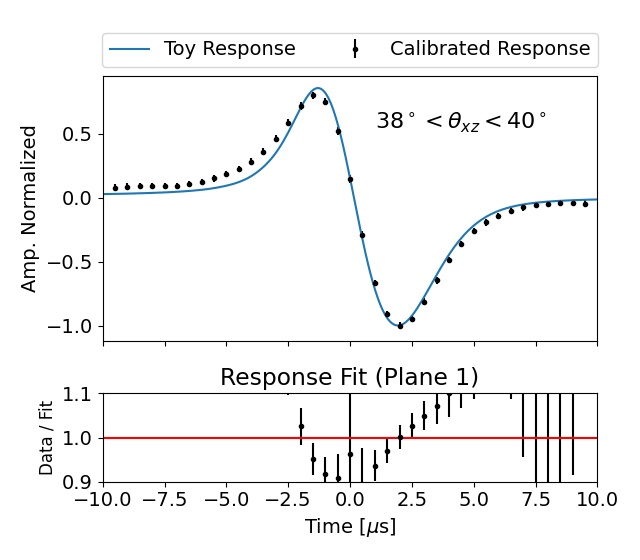 Toy Response Calibrated Response
38° < θxz < 40°
Amp. Normalized
0.5
0.0
−0.5
−1.0
Response Fit (Plane 1)
Data / Fit
1.1
1.0
0.9
−10.0 −7.5 −5.0 −2.5 0.0 2.5 5.0 7.5 10.0
Time [μs]